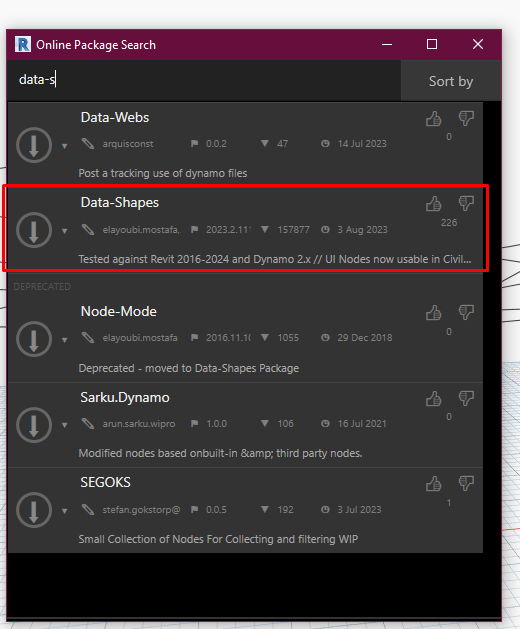 R Online Package Search
data-s
Sort by
Data-Webs
arquisconst 0.0.2 47 14 Jul 2023
0
Post a tracking use of dynamo files
Data-Shapes
elayoubi.mostafa, 2023.2.11 157877 3 Aug 2023
226
Tested against Revit 2016-2024 and Dynamo 2.x // UI Nodes now usable in Civil...
DEPRECATED
Node-Mode
elayoubi.mostafa 2016.11.1 1055 29 Dec 2018
0
Deprecated - moved to Data-Shapes Package
Sarku.Dynamo
arun.sarku.wipro 1.0.0 106 16 Jul 2021
0
Modified nodes based onbuilt-in &amp; third party nodes.
SEGOKS
stefan.gokstorp@ 0.0.5 192 3 Jul 2023
1
Small Collection of Nodes For Collecting and filtering WIP